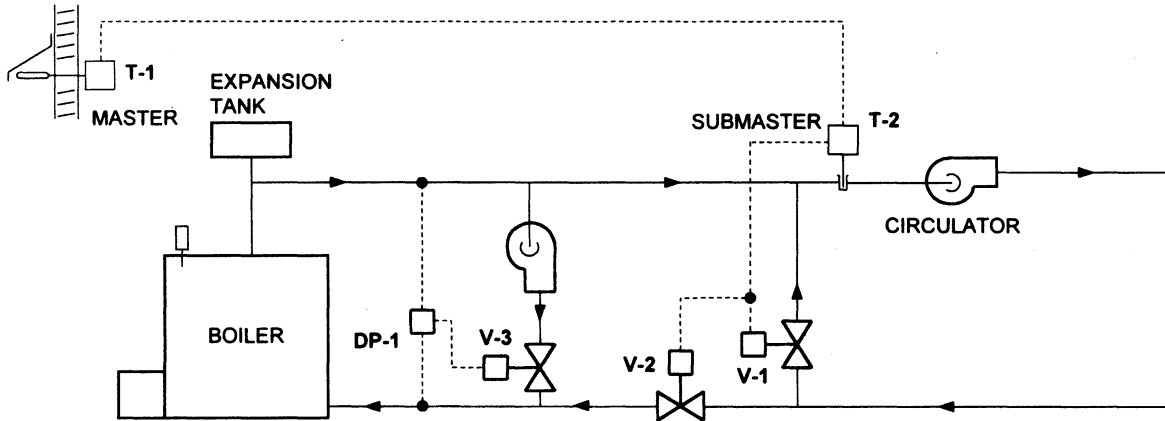 T-1
MASTER
EXPANSION
TANK
SUBMASTER
T-2
CIRCULATOR
BOILER
DP-1
V-3
V-2
V-1